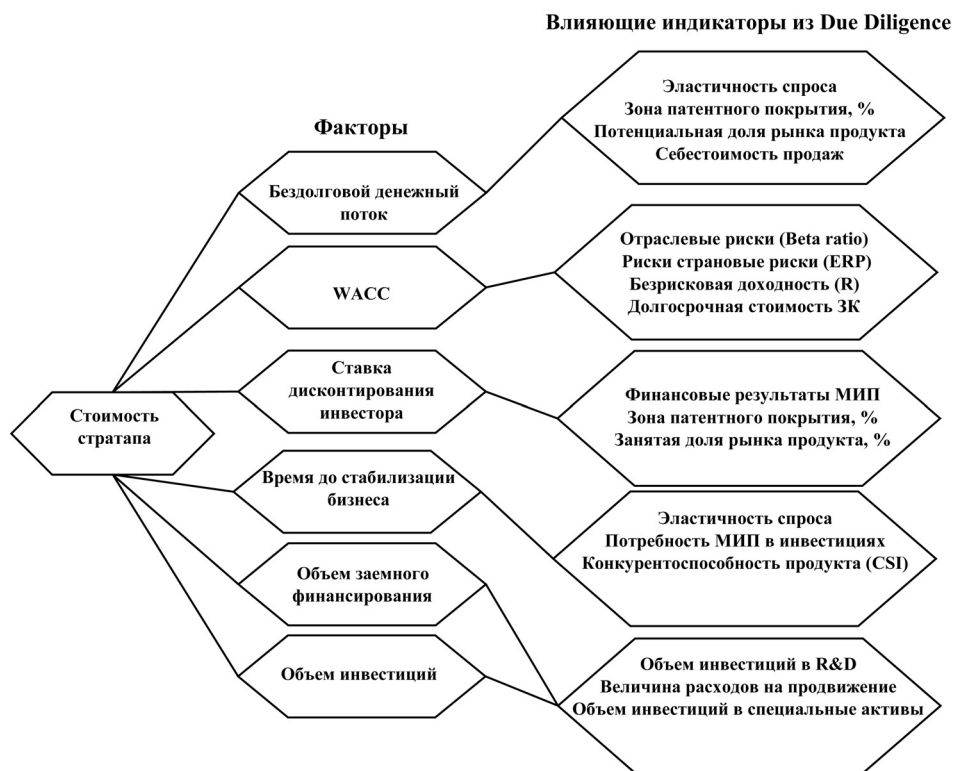 Влияющие индикаторы из Due Diligence
Факторы
Стоимость
стратапа
Бездолговой денежный
поток
Эластичность спроса
Зона патентного покрытия, %
Потенциальная доля рынка продукта
Себестоимость продаж
WACC
Отраслевые риски (Beta ratio)
Риски страновые риски (ERP)
Безрисковая доходность (R)
Долгосрочная стоимость ЗК
Ставка
дисконтирования
инвестора
Финансовые результаты МИП
Зона патентного покрытия, %
Занятая доля рынка продукта, %
Время до стабилизации
бизнеса
Эластичность спроса
Потребность МИП в инвестициях
Конкурентоспособность продукта (CSI)
Объем заемного
финансирования
Объем инвестиций
Объем инвестиций в R&D
Величина расходов на продвижение
Объем инвестиций в специальные активы